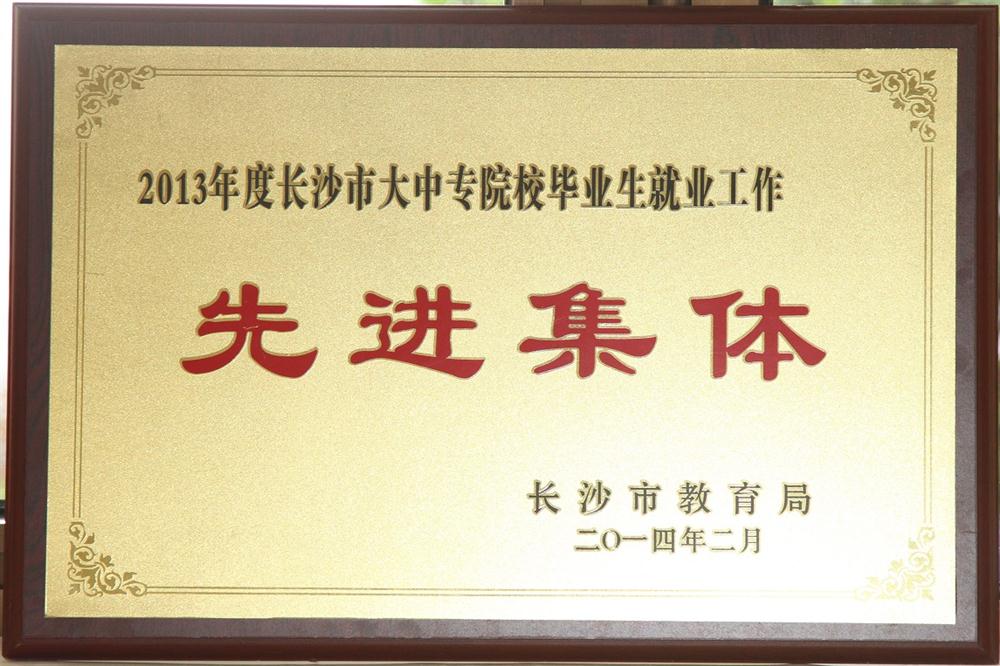 2013年度长沙市大中专院校毕业生就业工作
先进集体
长沙市教育局
二〇一四年二月